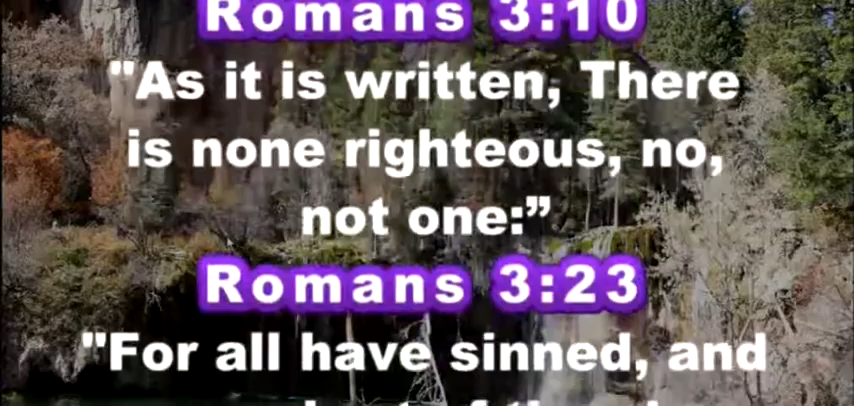 Romans 3:10
"As it is written, There
is none righteous, no,
not one:”
Romans 3:23
"For all have sinned, and